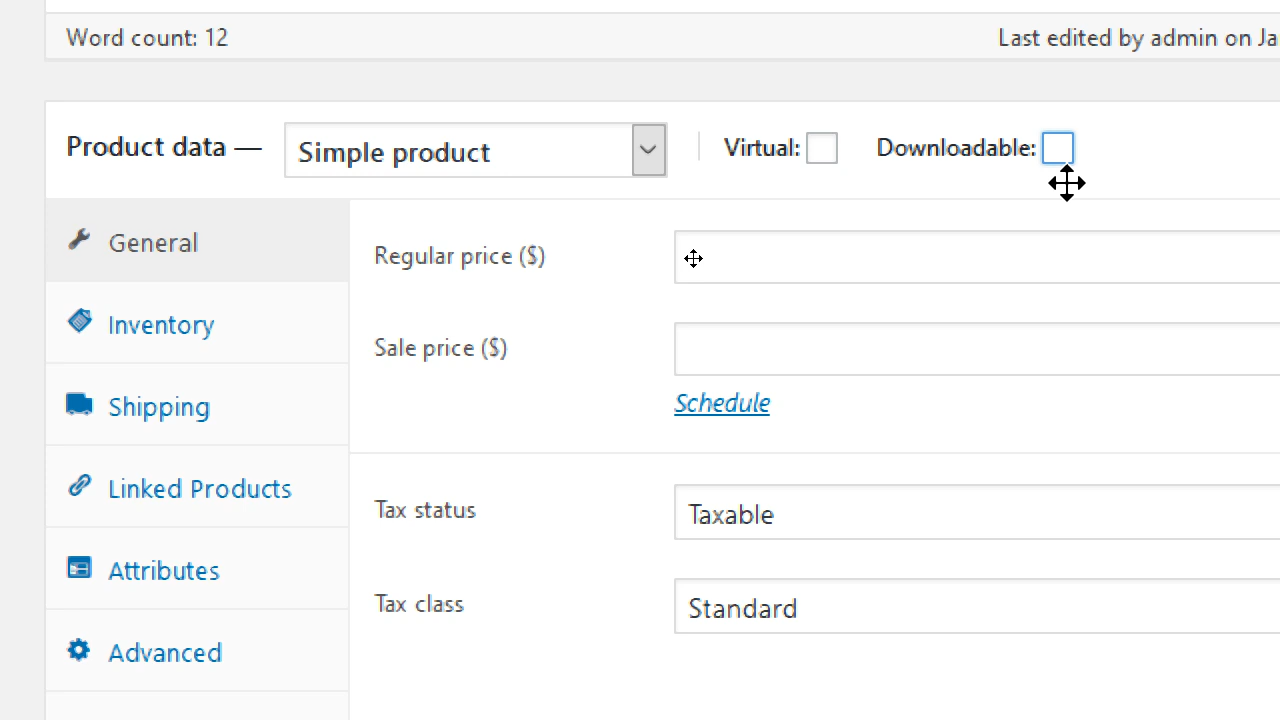 Word count: 12
Last edited by admin on Ja
Product data — Simple product Virtual: Downloadable:
General
Inventory
Shipping
Linked Products
Attributes
Advanced
Regular price ($)
Sale price ($)
Schedule
Tax status Taxable
Tax class Standard